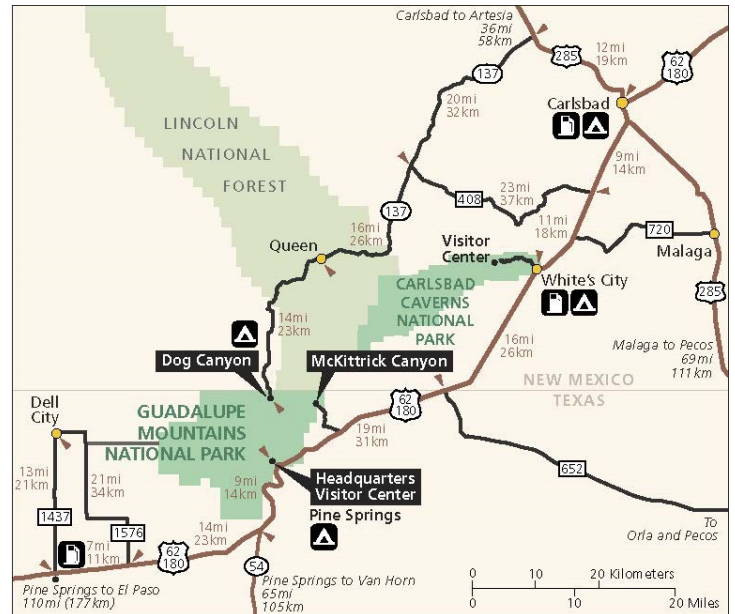 Carlsbad to Artesia
36mi
58km
285
12mi
19km
62
180
137
20mi
32km
Carlsbad
LINCOLN
NATIONAL
FOREST
9mi
14km
23mi
37km
408
16mi
26km
137
11mi
18km
720
Queen
Visitor
Center
Malaga
CARLSBAD
CAVERNS
NATIONAL
PARK
White's City
285
14mi
23km
16mi
26km
Malaga to Pecos
69mi
111km
Dog Canyon
McKittrick Canyon
NEW MEXICO
TEXAS
62
180
Dell
City
GUADALUPE
MOUNTAINS
NATIONAL PARK
19mi
31km
13mi
21km
21mi
34km
9mi
14km
Headquarters
Visitor Center
652
1437
1576
Pine Springs
To
Orla and Pecos
7mi
11km
62
180
14mi
23km
54
Pine Springs to El Paso
110mi (177km)
Pine Springs to Van Horn
65mi
105km
0 10 20 Kilometers
0 10 20 Miles